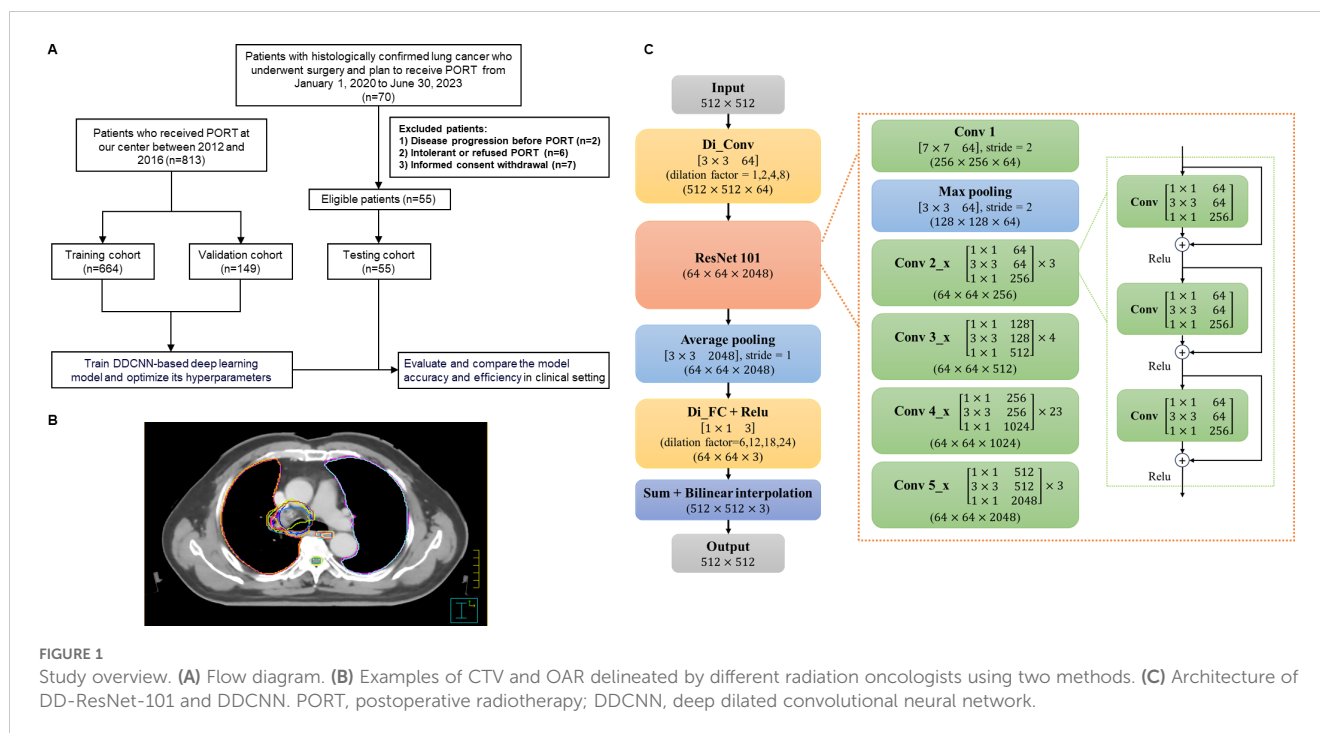 A
Patients with histologically confirmed lung cancer who
underwent surgery and plan to receive PORT from
January 1, 2020 to June 30, 2023
(n=70)
Patients who received PORT at
our center between 2012 and
2016 (n=813)
Excluded patients:
1) Disease progression before PORT (n=2)
2) Intolerant or refused PORT (n=6)
3) Informed consent withdrawal (n=7)
Eligible patients (n=55)
Training cohort
(n=664)
Validation cohort
(n=149)
Testing cohort
(n=55)
Train DDCNN-based deep learning
model and optimize its hyperparameters
Evaluate and compare the model
accuracy and efficiency in clinical setting
B
C
Input
512 × 512
Di_Conv
[3 × 3 64]
(dilation factor = 1,2,4,8)
(512 × 512 × 64)
ResNet 101
(64 × 64 × 2048)
Average pooling
[3 × 3 2048], stride = 1
(64 × 64 × 2048)
Di_FC + Relu
[1 × 1 3]
(dilation factor=6,12,18,24)
(64 × 64 × 3)
Sum + Bilinear interpolation
(512 × 512 × 3)
Output
512 × 512
Conv 1
[7 × 7 64], stride = 2
(256 × 256 × 64)
Max pooling
[3 × 3 64], stride = 2
(128 × 128 × 64)
1 × 1 64
Conv 2_x 3 × 3 64 × 3
1 × 1 256
(64 × 64 × 256)
1 × 1 128
Conv 3_x 3 × 3 128 × 4
1 × 1 512
(64 × 64 × 512)
1 × 1 256
Conv 4_x 3 × 3 256 × 23
1 × 1 1024
(64 × 64 × 1024)
1 × 1 512
Conv 5_x 3 × 3 512 × 3
1 × 1 2048
(64 × 64 × 2048)
1 × 1 64
Conv 3 × 3 64
1 × 1 256
+
Relu
1 × 1 64
Conv 3 × 3 64
1 × 1 256
+
Relu
1 × 1 64
Conv 3 × 3 64
1 × 1 256
+
Relu
FIGURE 1
Study overview. (A) Flow diagram. (B) Examples of CTV and OAR delineated by different radiation oncologists using two methods. (C) Architecture of
DD-ResNet-101 and DDCNN. PORT, postoperative radiotherapy; DDCNN, deep dilated convolutional neural network.